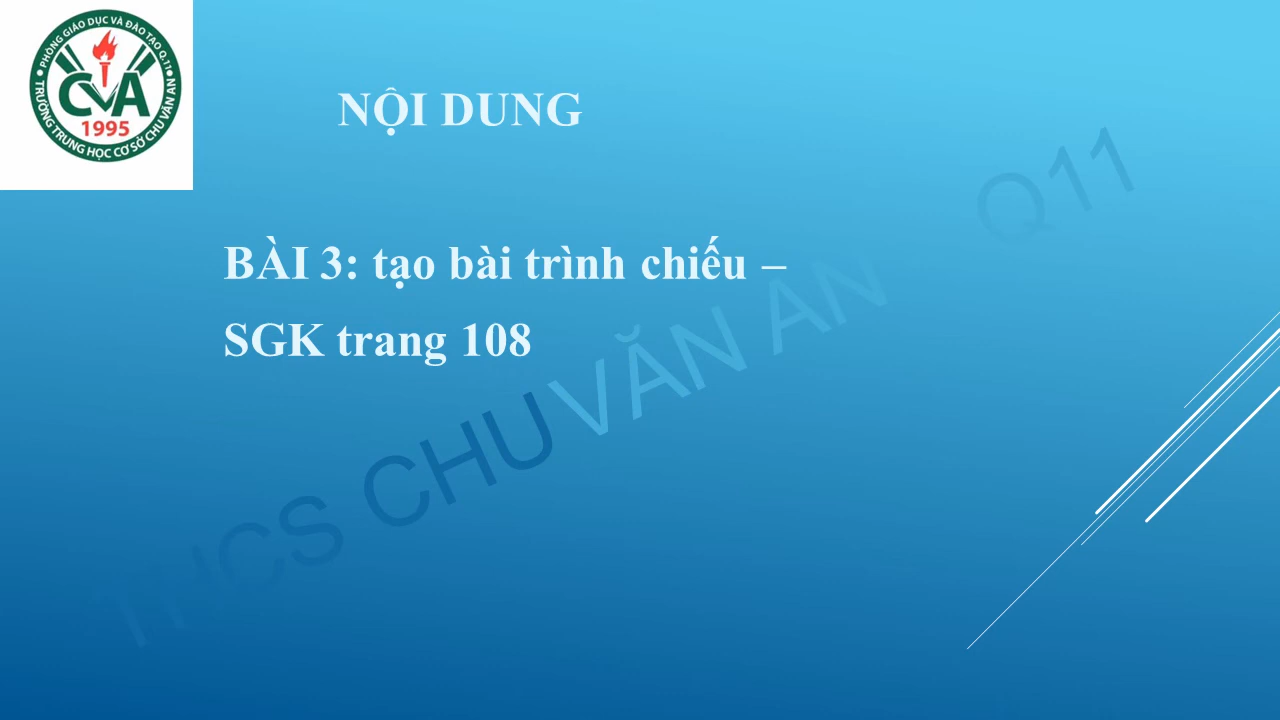 PHÒNG GIÁO DỤC VÀ ĐÀO TẠO Q.11
CVA
1995
TRƯỜNG TRUNG HỌC CƠ SỞ CHU VĂN AN
NỘI DUNG
BÀI 3: tạo bài trình chiếu –
SGK trang 108
THCS CHU VĂN AN Q11